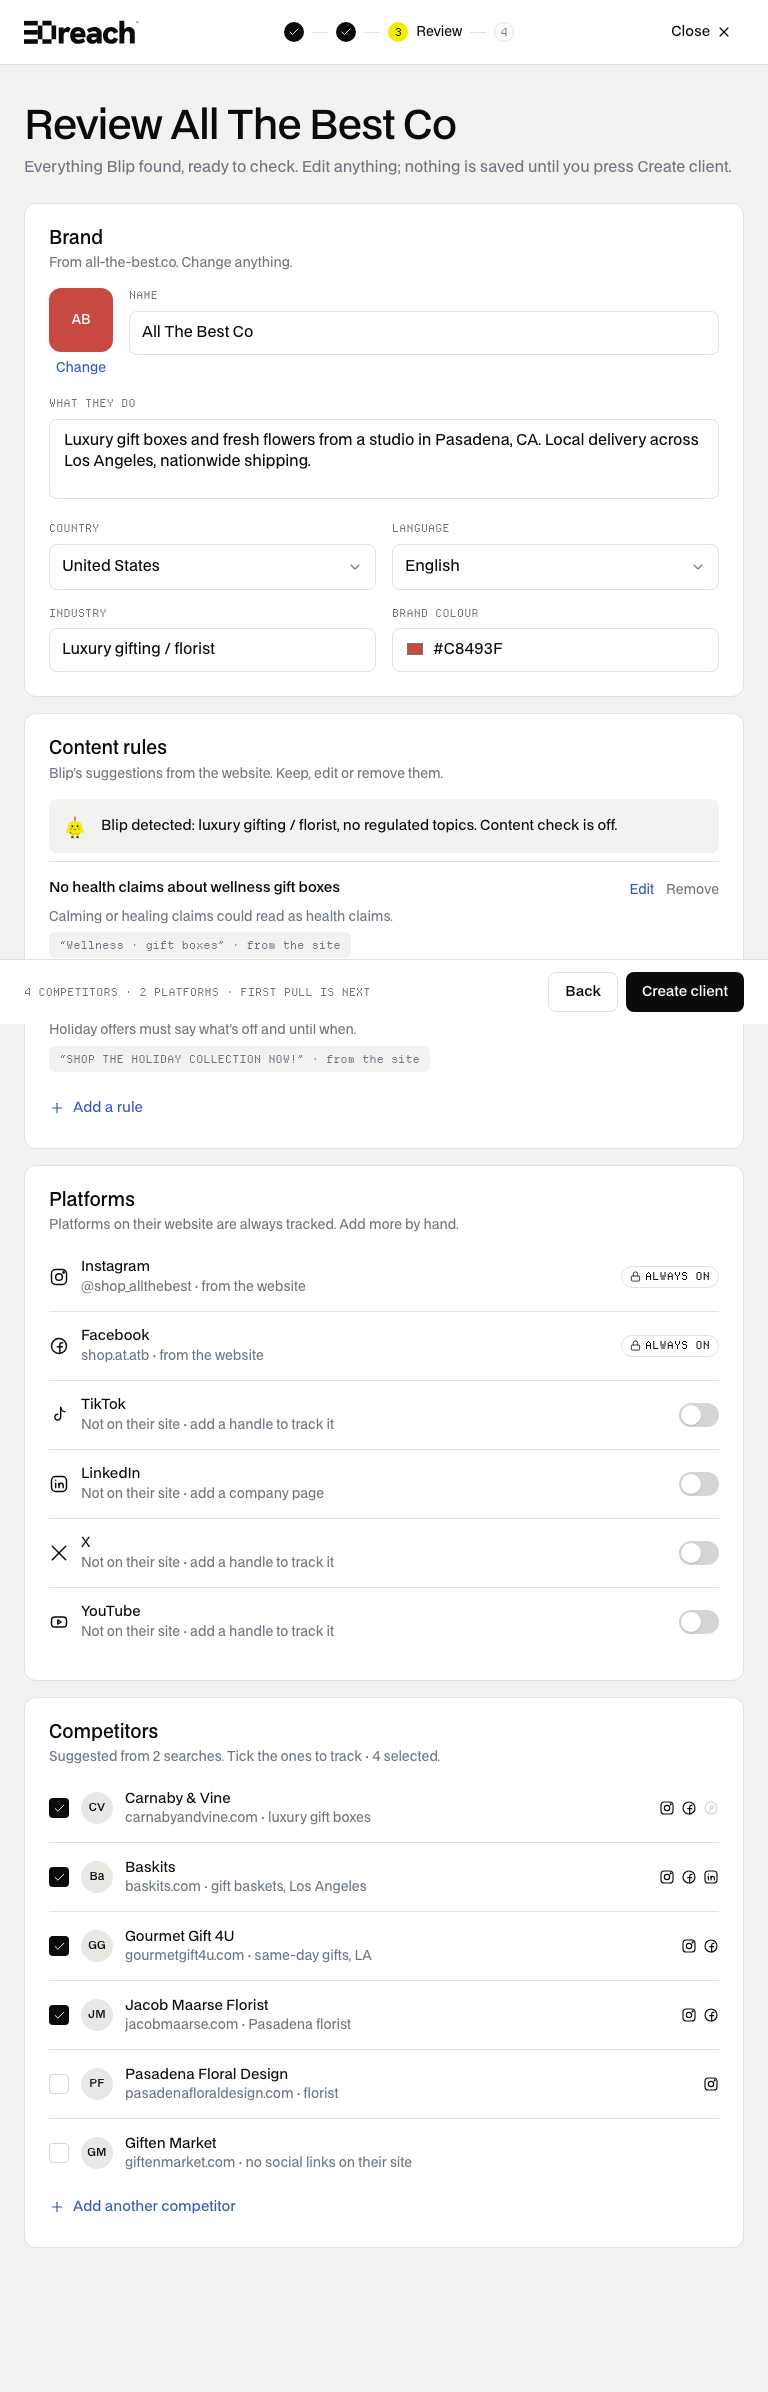 reach
3 Review
4
Close
Review All The Best Co
Everything Blip found, ready to check. Edit anything; nothing is saved until you press Create client.
Brand
From all-the-best.co. Change anything.
AB
Change
NAME
All The Best Co
WHAT THEY DO
Luxury gift boxes and fresh flowers from a studio in Pasadena, CA. Local delivery across
Los Angeles, nationwide shipping.
COUNTRY
United States
LANGUAGE
English
INDUSTRY
Luxury gifting / florist
BRAND COLOUR
#C8493F
Content rules
Blip's suggestions from the website. Keep, edit or remove them.
Blip detected: luxury gifting / florist, no regulated topics. Content check is off.
No health claims about wellness gift boxes
Edit Remove
Calming or healing claims could read as health claims.
“Wellness · gift boxes” · from the site
4 COMPETITORS · 2 PLATFORMS · FIRST PULL IS NEXT
Back
Create client
Holiday offers must say what's off and until when.
“SHOP THE HOLIDAY COLLECTION NOW!” · from the site
+ Add a rule
Platforms
Platforms on their website are always tracked. Add more by hand.
Instagram
@shop_allthebest · from the website
ALWAYS ON
Facebook
shop.at.atb · from the website
ALWAYS ON
TikTok
Not on their site · add a handle to track it
LinkedIn
Not on their site · add a company page
X
Not on their site · add a handle to track it
YouTube
Not on their site · add a handle to track it
Competitors
Suggested from 2 searches. Tick the ones to track · 4 selected.
CV
Carnaby & Vine
carnabyandvine.com · luxury gift boxes
Ba
Baskits
baskits.com · gift baskets, Los Angeles
GG
Gourmet Gift 4U
gourmetgift4u.com · same-day gifts, LA
JM
Jacob Maarse Florist
jacobmaarse.com · Pasadena florist
PF
Pasadena Floral Design
pasadenafloraldesign.com · florist
GM
Giften Market
giftenmarket.com · no social links on their site
+ Add another competitor